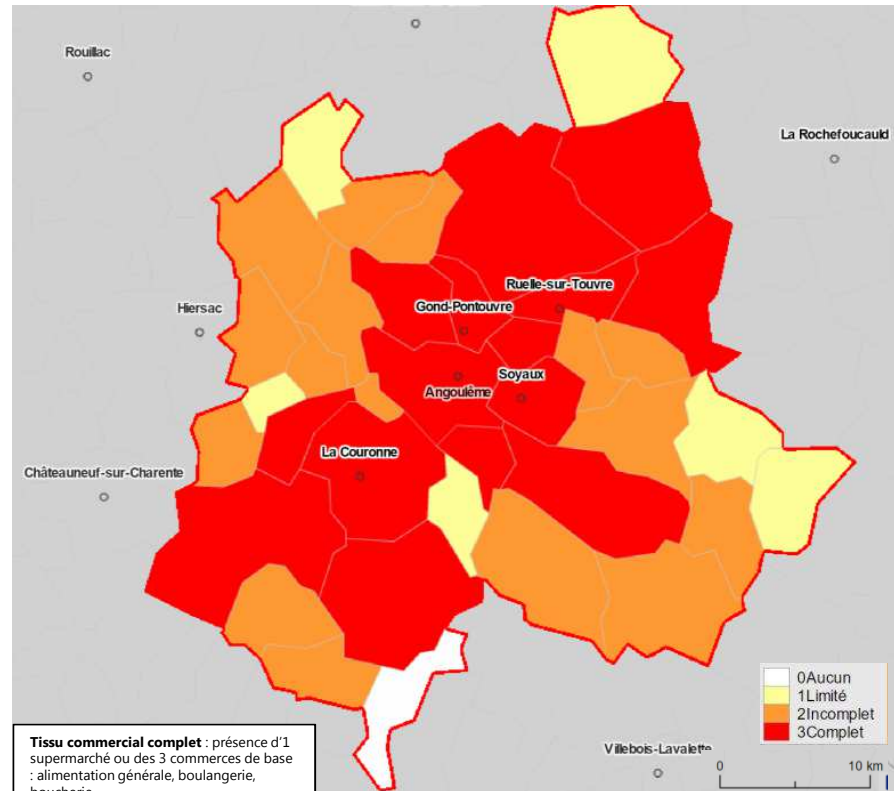 Rouillac
La Rochefoucauld
Ruelle-sur-Touvre
Hiersac
Gond-Pontouvre
Soyaux
Angoulême
La Couronne
Châteauneuf-sur-Charente
0Aucun
1Limité
2Incomplet
3Complet
Tissu commercial complet : présence d'1
supermarché ou des 3 commerces de base
: alimentation générale, boulangerie,
Villebois-Lavalette
0 10 km